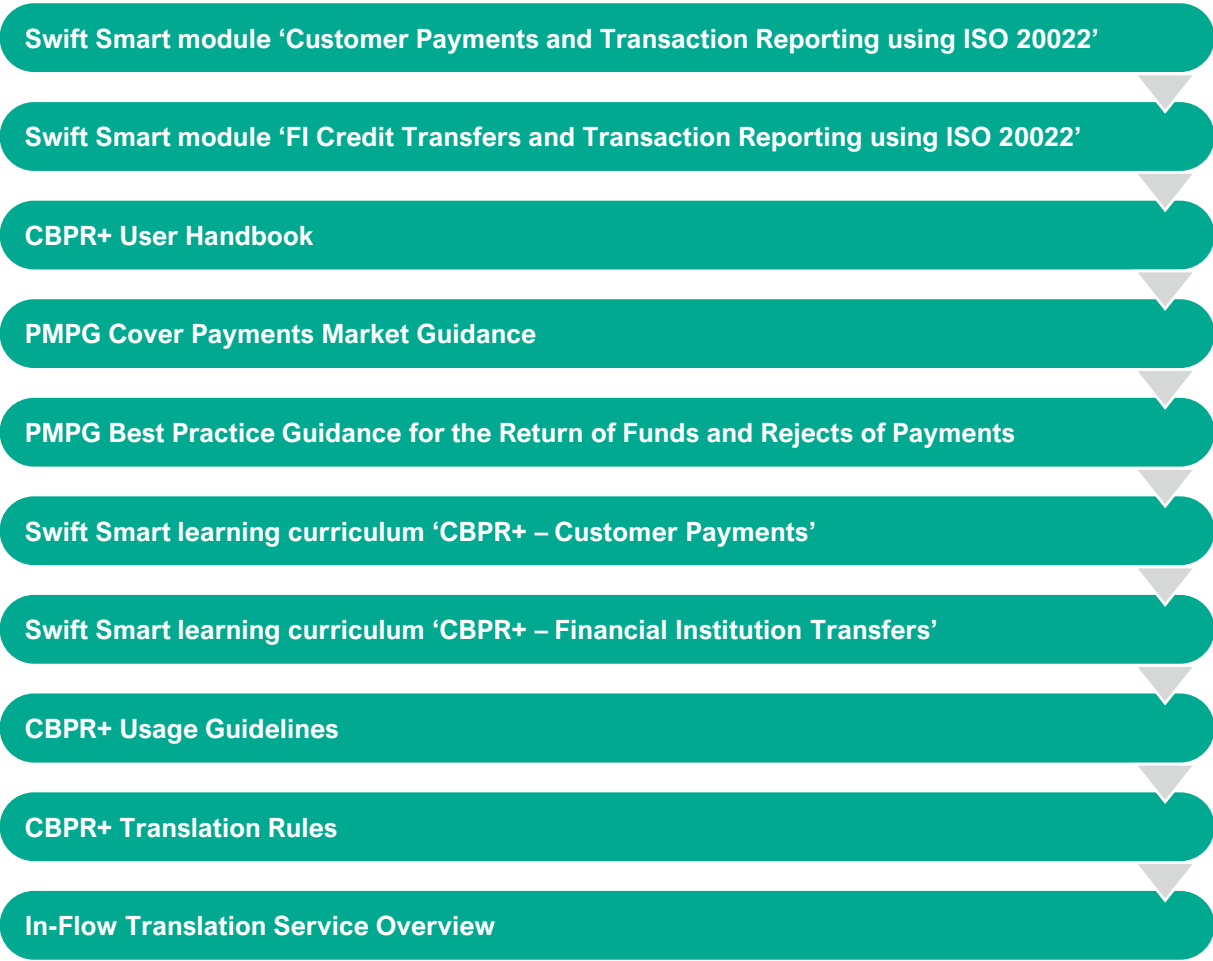 Swift Smart module ‘Customer Payments and Transaction Reporting using ISO 20022’
Swift Smart module ‘FI Credit Transfers and Transaction Reporting using ISO 20022’
CBPR+ User Handbook
PMPG Cover Payments Market Guidance
PMPG Best Practice Guidance for the Return of Funds and Rejects of Payments
Swift Smart learning curriculum ‘CBPR+ – Customer Payments’
Swift Smart learning curriculum ‘CBPR+ – Financial Institution Transfers’
CBPR+ Usage Guidelines
CBPR+ Translation Rules
In-Flow Translation Service Overview